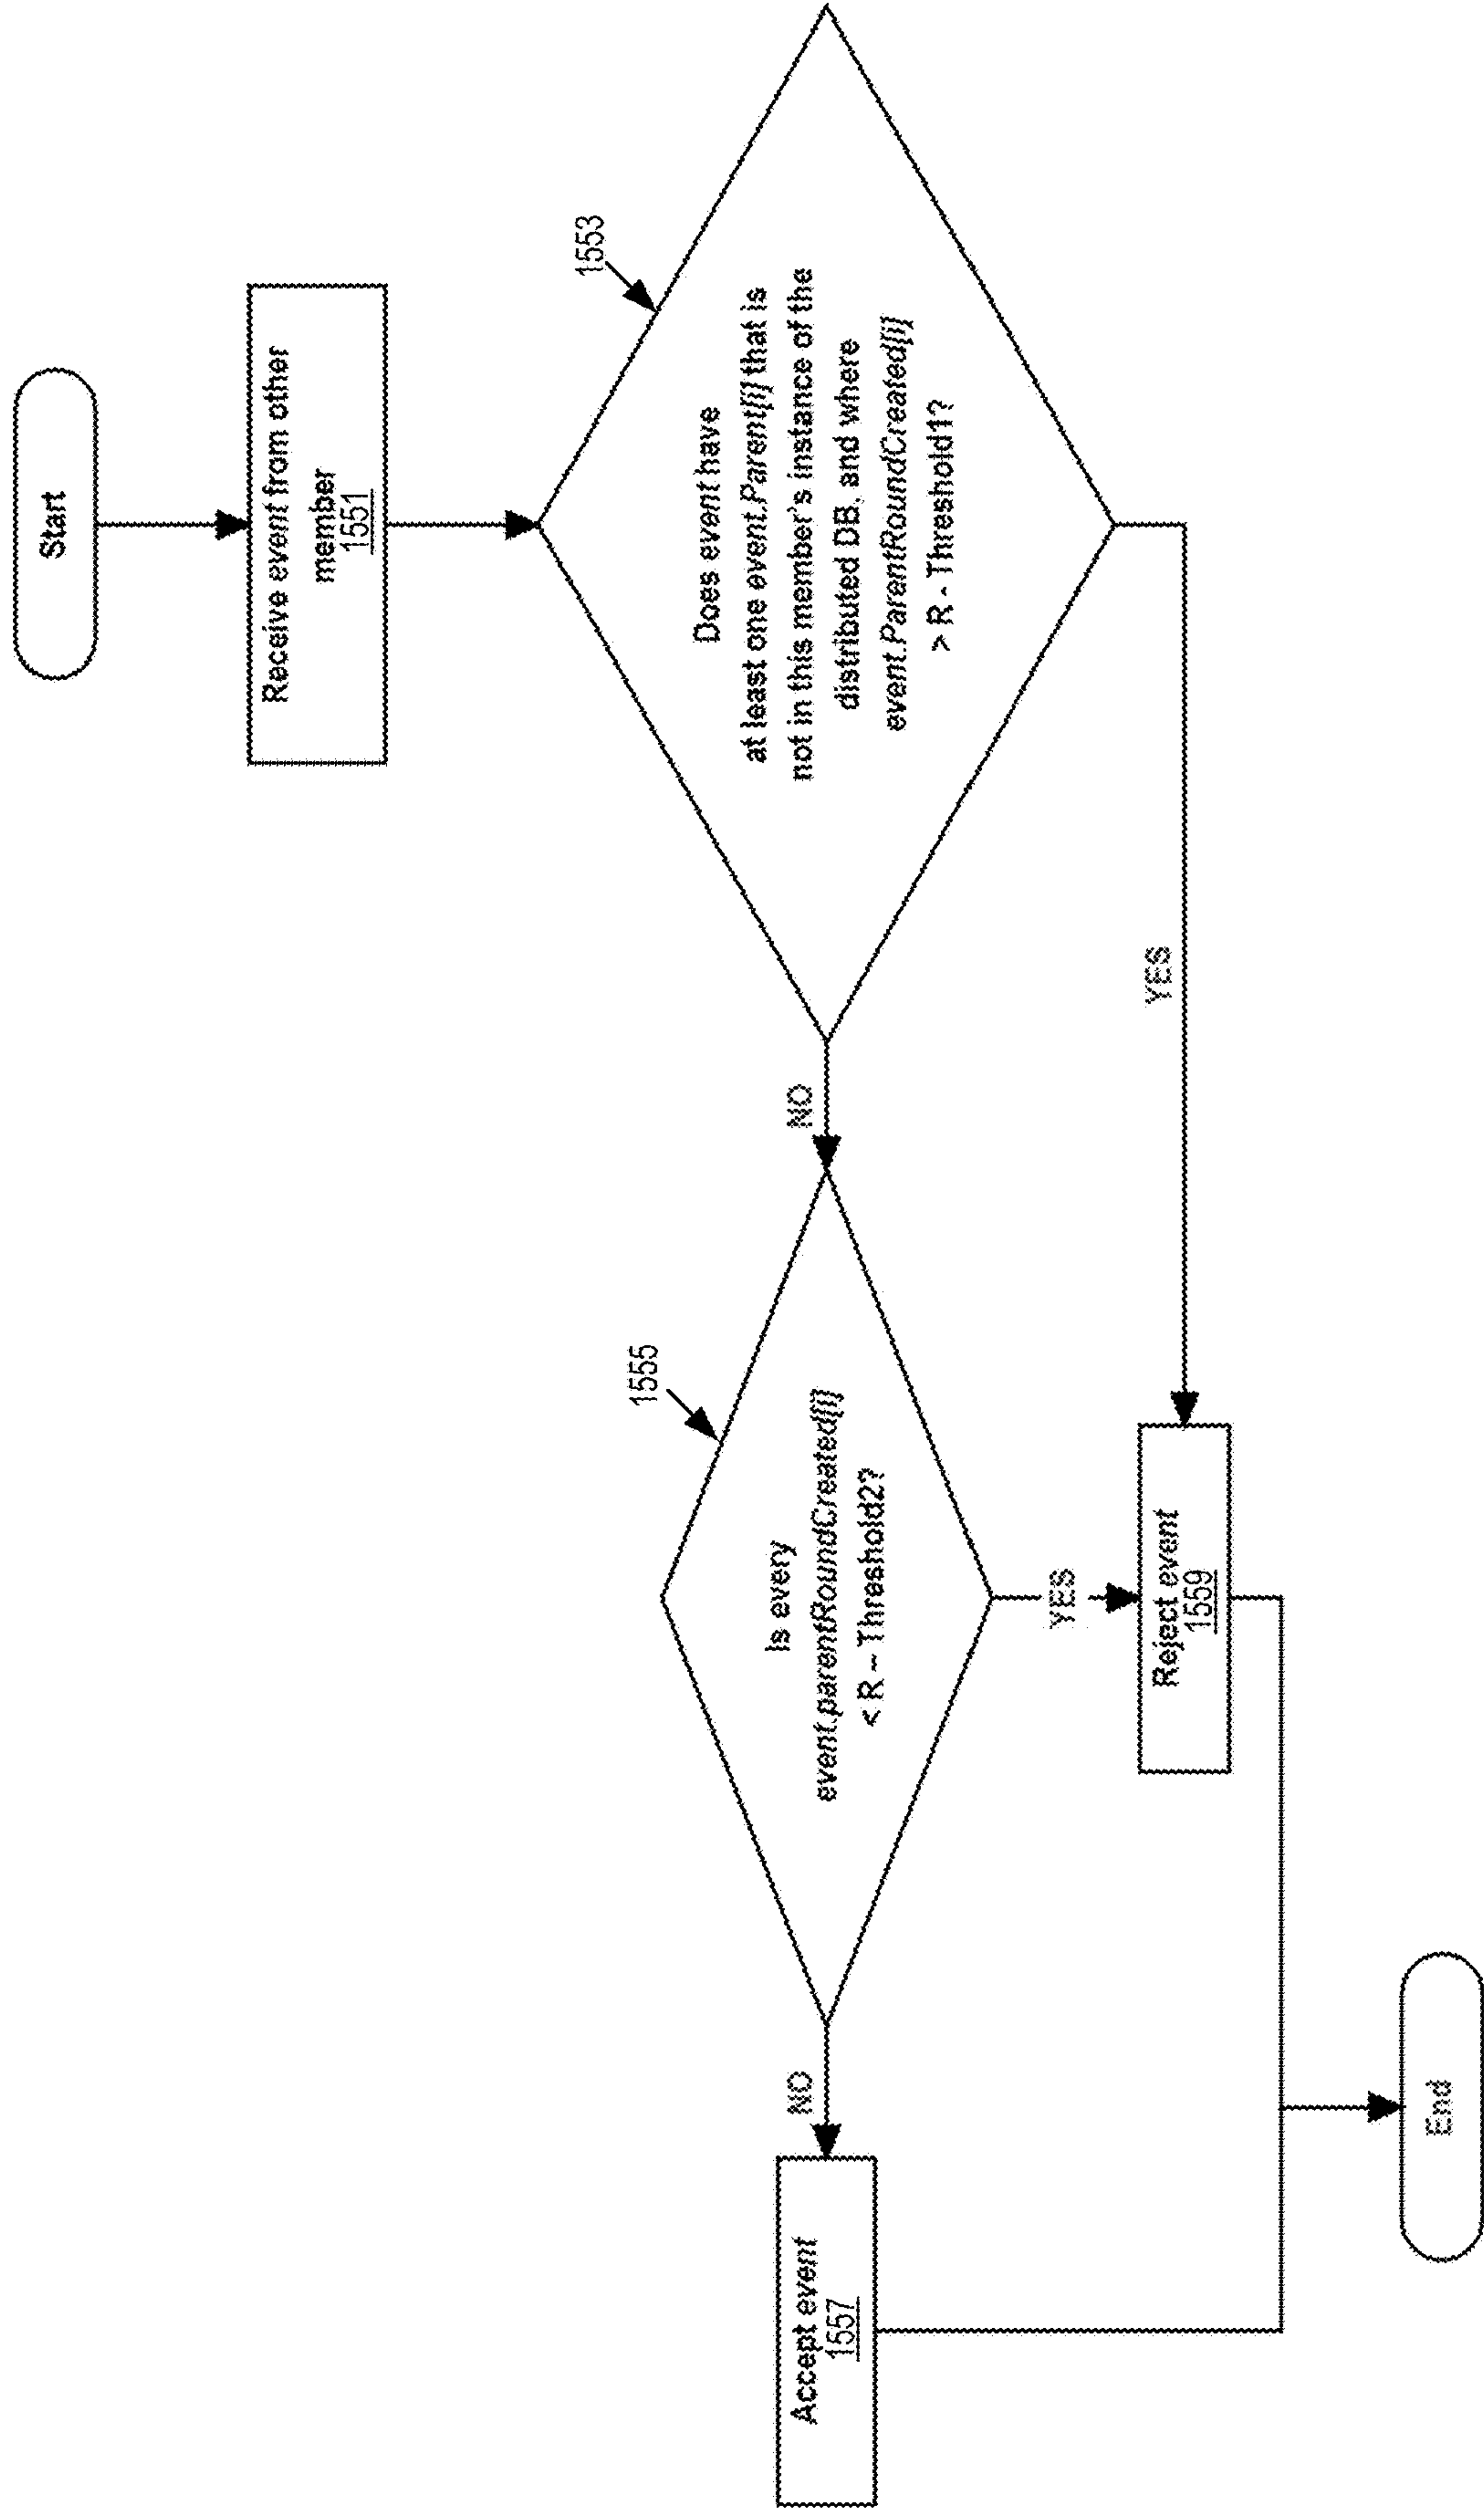 Start
Receive event from other
member
1551
1553
Does event have
at least one event.Parent[i] that is
not in this member's instance of the
distributed DB, and where
event.ParentRoundCreated[i]
> R - Threshold1?
NO
YES
1555
Is every
event.parentRoundCreated[i]
< R – Threshold2?
NO
YES
Accept event
1557
Reject event
1559
End